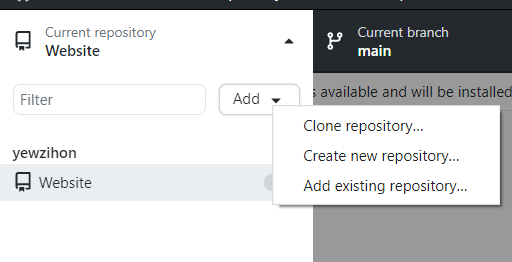 Current repository
Website
Current branch
main
Filter
Add
s available and will be installed
Clone repository...
Create new repository...
Add existing repository...
yewzihon
Website